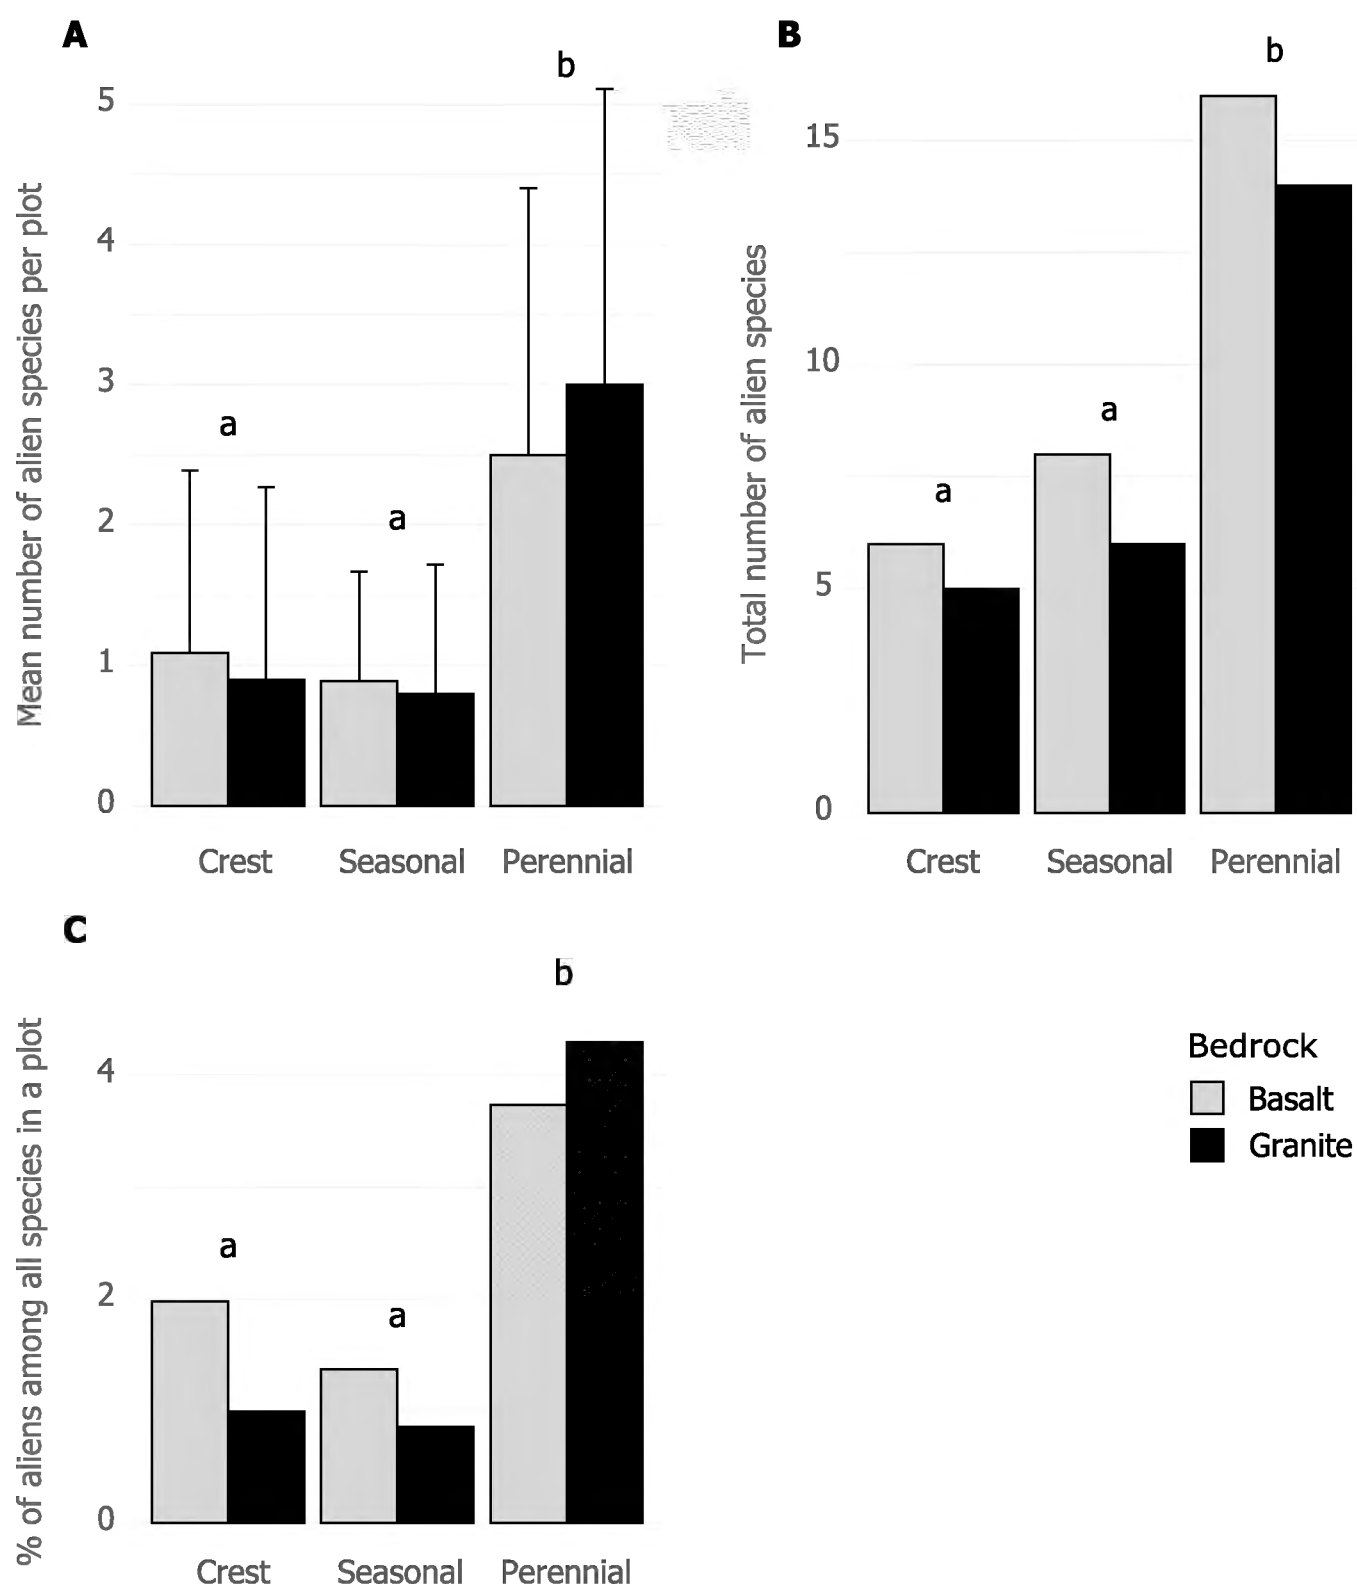 A
Mean number of alien species per plot
5
4
3
2
1
0
a
a
b
Crest
Seasonal
Perennial
B
Total number of alien species
15
10
5
0
a
a
b
Crest
Seasonal
Perennial
C
% of aliens among all species in a plot
4
2
0
a
a
b
Crest
Seasonal
Perennial
Bedrock
Basalt
Granite